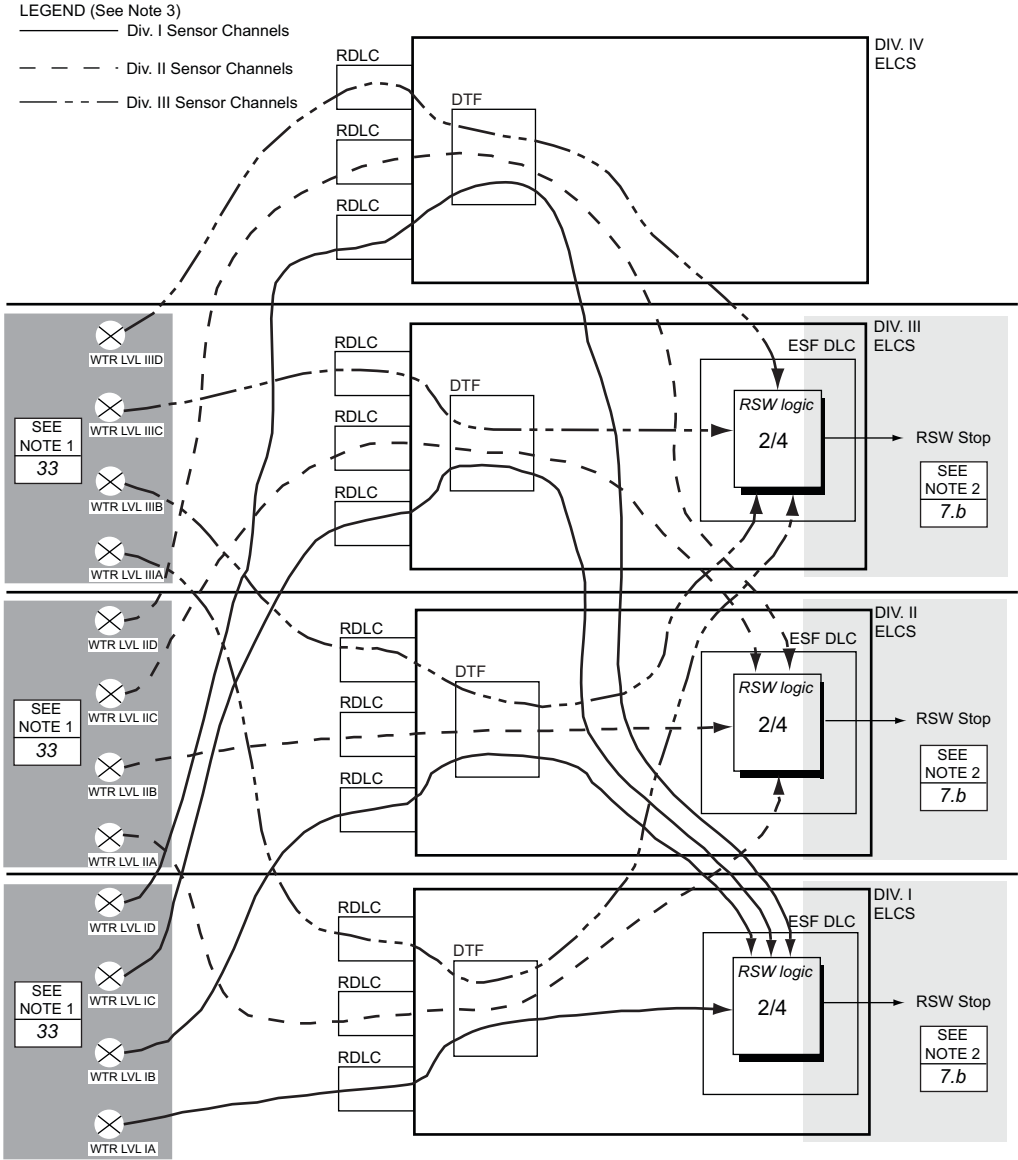 LEGEND (See Note 3)
Div. I Sensor Channels
Div. II Sensor Channels
Div. III Sensor Channels
RDLC
DIV. IV
ELCS
DTF
RDLC
RDLC
WTR LVL IIID
WTR LVL IIIC
WTR LVL IIIB
WTR LVL IIIA
SEE
NOTE 1
33
RDLC
RDLC
RDLC
DTF
DIV. III
ELCS
ESF DLC
RSW logic
2/4
RSW Stop
SEE
NOTE 2
7.b
WTR LVL IID
WTR LVL IIC
WTR LVL IIB
WTR LVL IIA
SEE
NOTE 1
33
RDLC
RDLC
RDLC
DTF
DIV. II
ELCS
ESF DLC
RSW logic
2/4
RSW Stop
SEE
NOTE 2
7.b
WTR LVL ID
WTR LVL IC
WTR LVL IB
WTR LVL IA
SEE
NOTE 1
33
RDLC
RDLC
RDLC
DTF
DIV. I
ELCS
ESF DLC
RSW logic
2/4
RSW Stop
SEE
NOTE 2
7.b